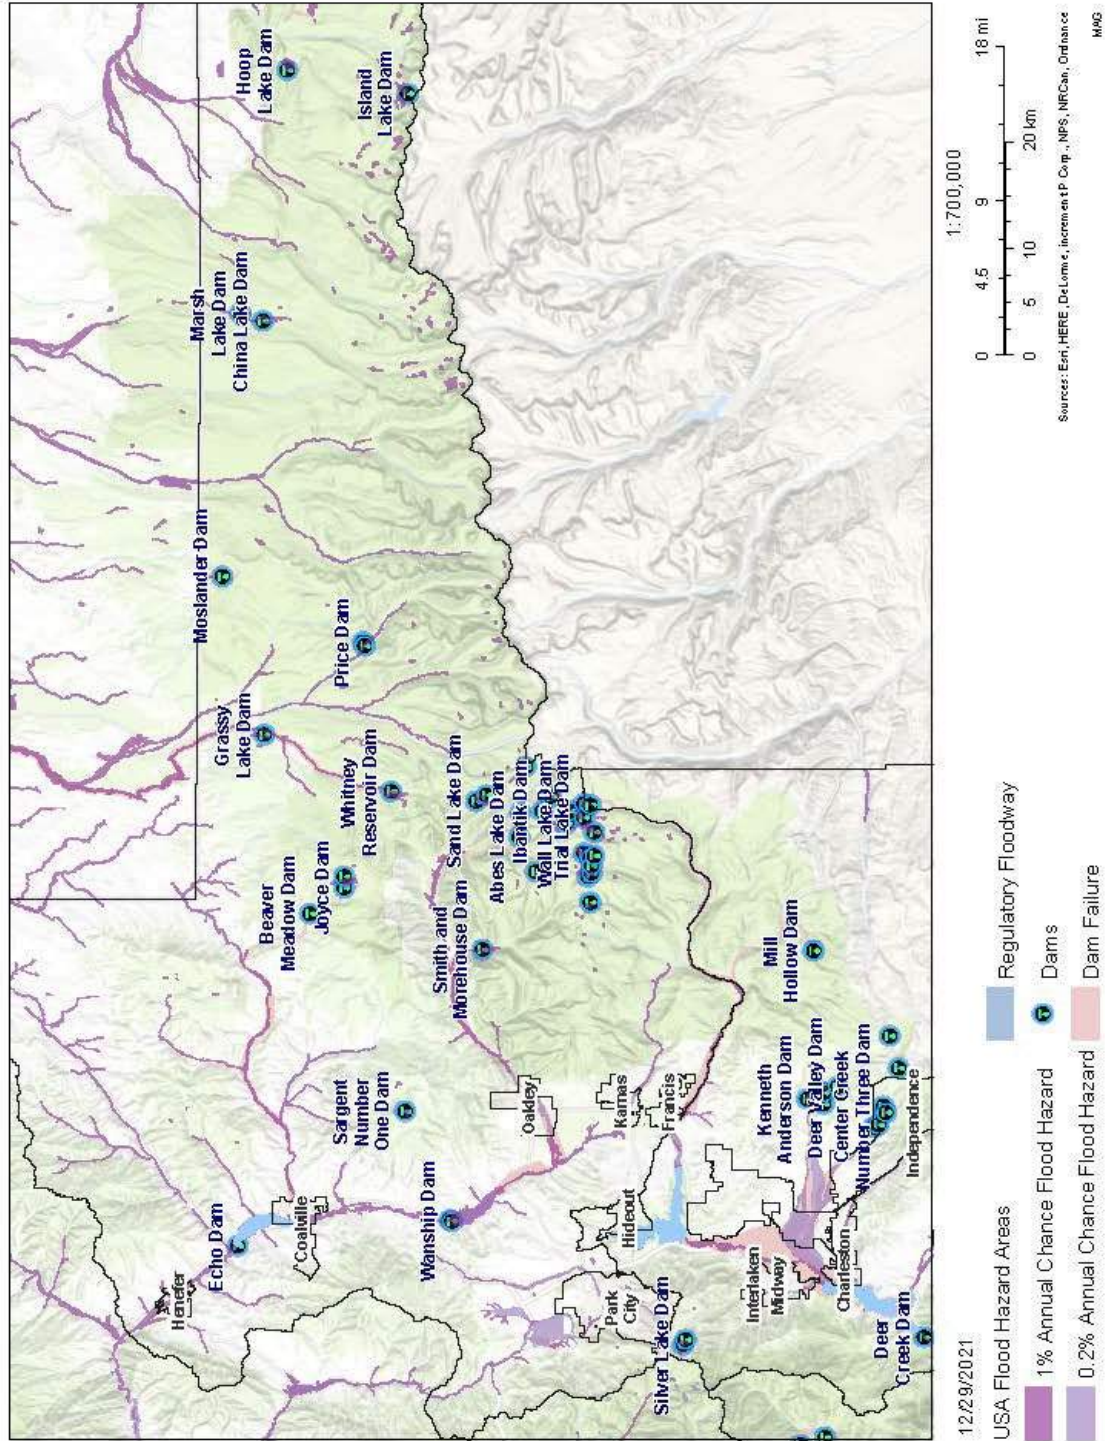 Hoop
Lake Dam
Island
Lake Dam
Marsh
Lake Dam
China Lake Dam
Moslander Dam
Price Dam
Grassy
Lake Dam
Whitney
Reservoir Dam
Sand Lake Dam
Abes Lake Dam
Ibantik Dam
Wall Lake Dam
Trial Lake Dam
Beaver
Meadow Dam
Joyce Dam
Smith and
Morehouse Dam
Mill
Hollow Dam
Sargent
Number
One Dam
Oakley
Kamas
Francis
Kenneth
Anderson Dam
Deer Valley Dam
Center Creek
Number Three Dam
Independence
Echo Dam
Coalville
Wanship Dam
Henefer
Hideout
Park
City
Silver Lake Dam
Interlaken
Midway
Charleston
Deer
Creek Dam
12/29/2021
1:700,000
0 4.5 9 18 mi
0 5 10 20 km
USA Flood Hazard Areas
1% Annual Chance Flood Hazard
0.2% Annual Chance Flood Hazard
Regulatory Floodway
Dams
Dam Failure
Sources: Esri, HERE, DeLorme, increment P Corp., NPS, NRCan, Ordnance
MAG